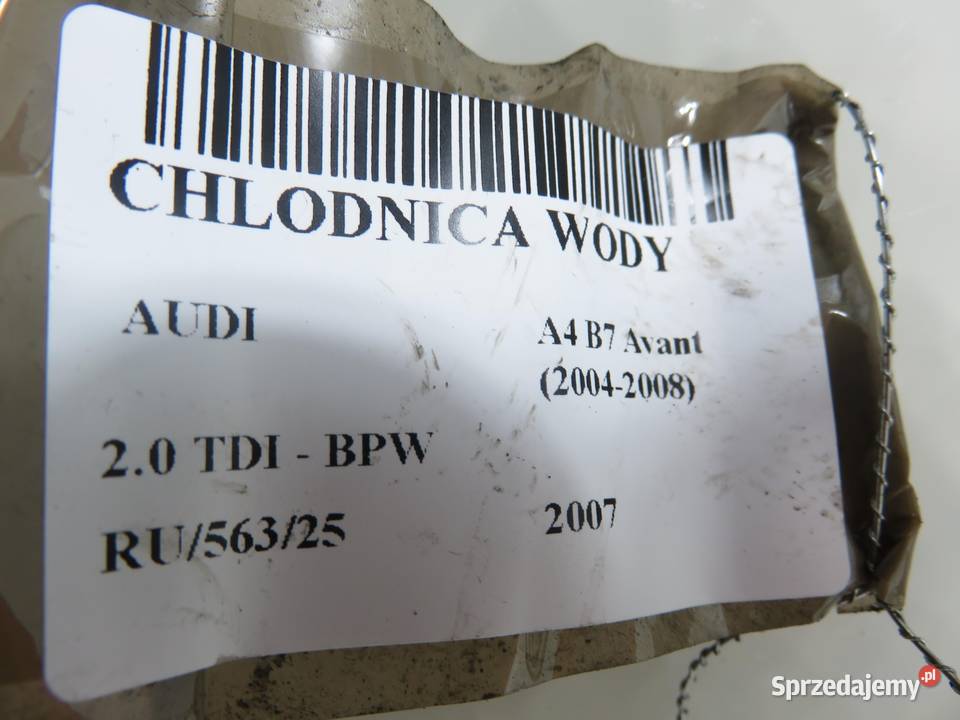 CHLODNICA WODY
AUDI
A4 B7 Avant
(2004-2008)
2.0 TDI - BPW
RU/563/25
2007
Sprzedajemy.pl